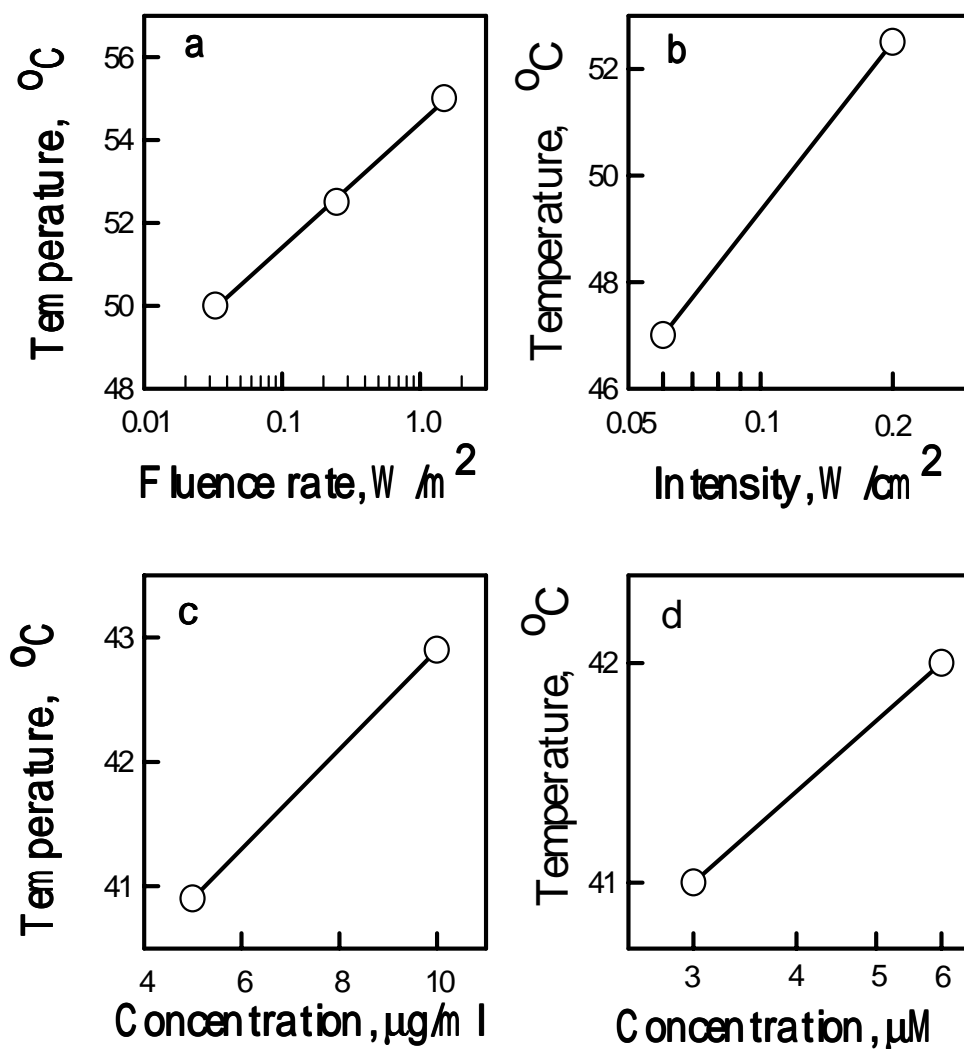 a
Temperature, °C
56
54
52
50
48
0.01 0.1 1.0
Fluence rate, W/m²
b
Temperature, °C
52
50
48
46
0.05 0.1 0.2
Intensity, W/cm²
c
Temperature, °C
43
42
41
4 6 8 10
Concentration, μg/ml
d
Temperature, °C
42
41
3 4 5 6
Concentration, μM